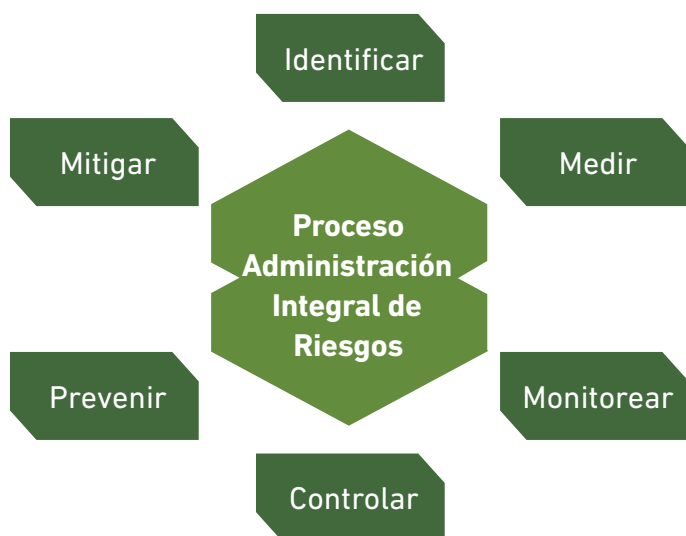 Identificar
Mitigar
Medir
Proceso
Administración
Integral de
Riesgos
Prevenir
Monitorear
Controlar